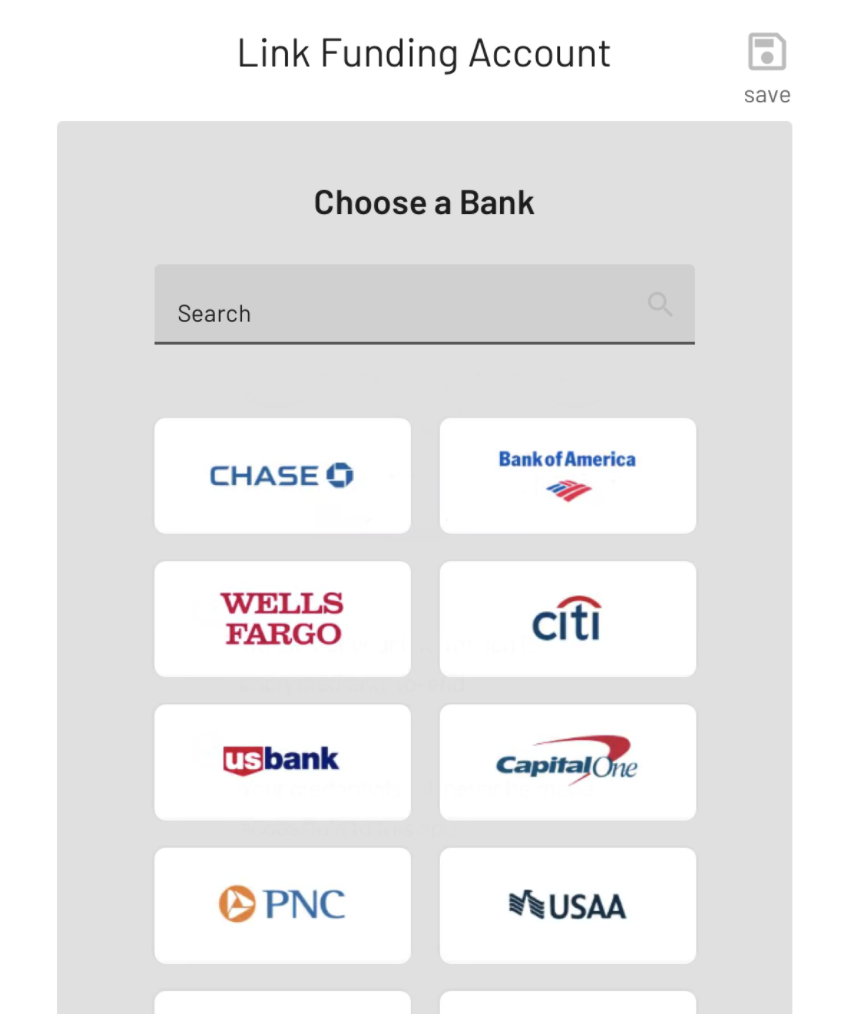 Link Funding Account
save
Choose a Bank
Search
CHASE
Bank of America
WELLS
FARGO
citi
usbank
Capital One
PNC
USAA